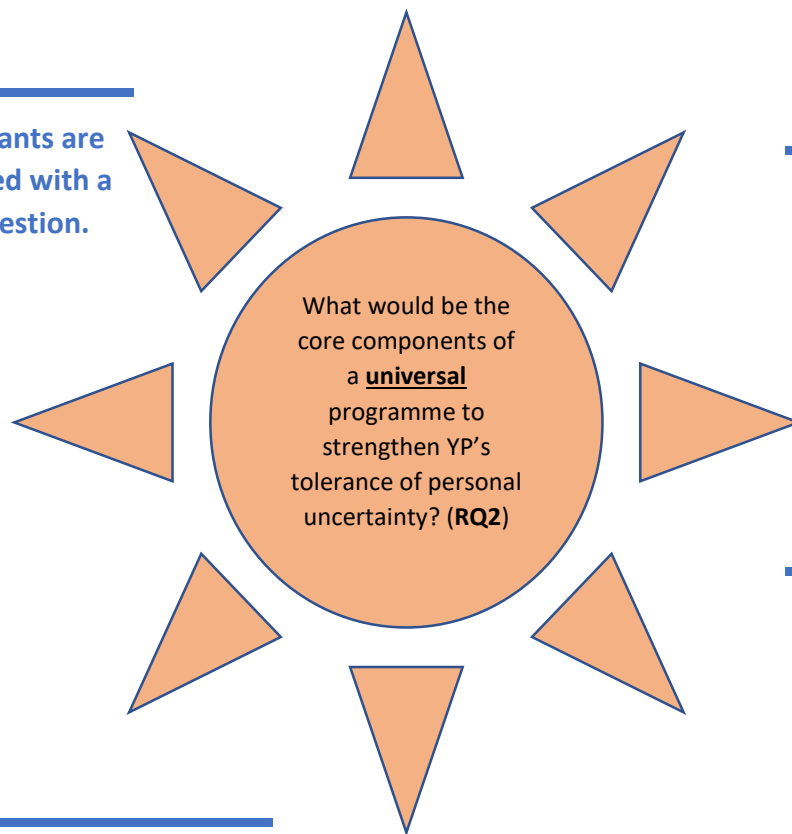 ants are
ed with a
estion.
What would be the
core components of
a universal
programme to
strengthen YP’s
tolerance of personal
uncertainty? (RQ2)